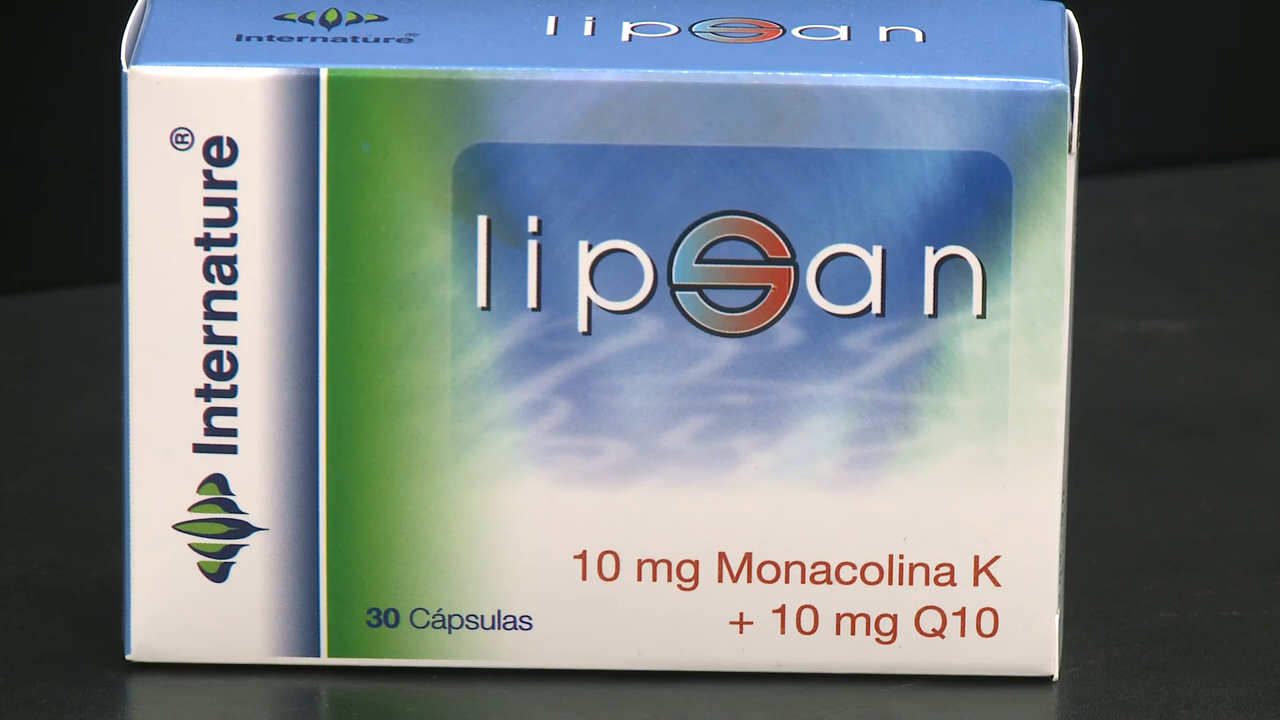 Internature®
lipSan
Internature®
lipSan
10 mg Monacolina K
+ 10 mg Q10
30 Cápsulas